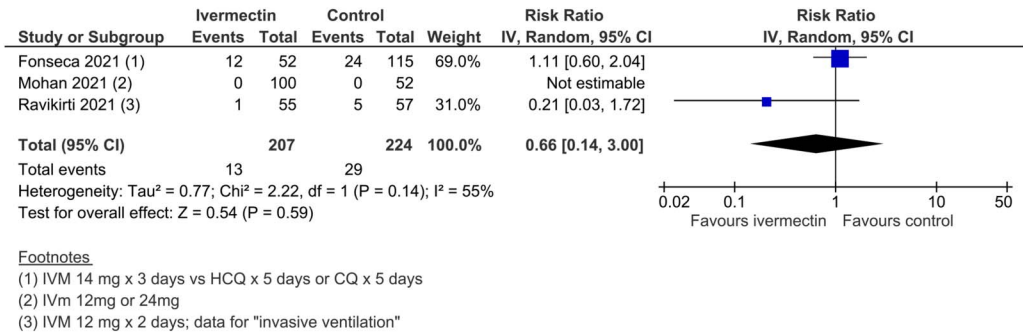 Ivermectin Control Risk Ratio Risk Ratio
Study or Subgroup Events Total Events Total Weight IV, Random, 95% CI IV, Random, 95% CI
Fonseca 2021 (1) 12 52 24 115 69.0% 1.11 [0.60, 2.04]
Mohan 2021 (2) 0 100 0 52 Not estimable
Ravikirti 2021 (3) 1 55 5 57 31.0% 0.21 [0.03, 1.72]
Total (95% CI) 207 224 100.0% 0.66 [0.14, 3.00]
Total events 13 29
Heterogeneity: Tau² = 0.77; Chi² = 2.22, df = 1 (P = 0.14); I² = 55%
Test for overall effect: Z = 0.54 (P = 0.59)
0.02 0.1 1 10 50
Favours ivermectin Favours control
Footnotes
(1) IVM 14 mg x 3 days vs HCQ x 5 days or CQ x 5 days
(2) IVm 12mg or 24mg
(3) IVM 12 mg x 2 days; data for "invasive ventilation"